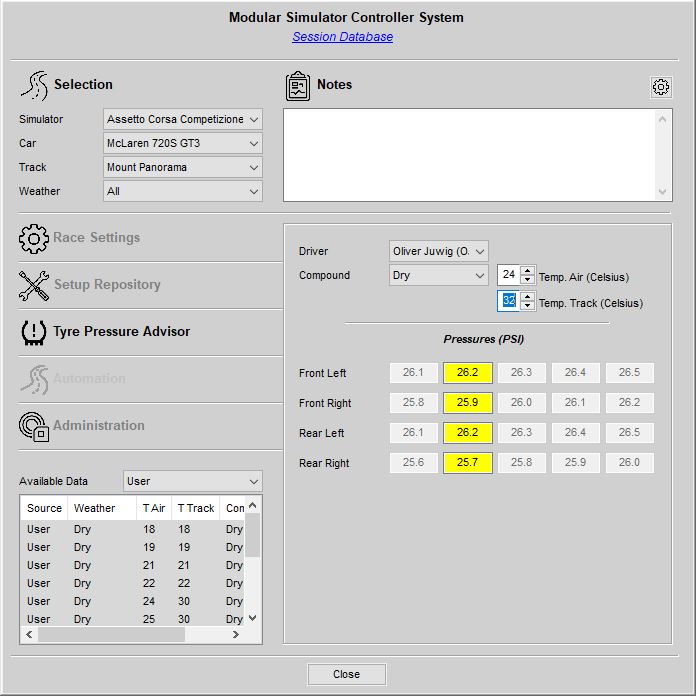 Modular Simulator Controller System
Session Database
Selection
Notes
Simulator Assetto Corsa Competizione
Car McLaren 720S GT3
Track Mount Panorama
Weather All
Race Settings
Setup Repository
Tyre Pressure Advisor
Automation
Administration
Driver Oliver Juwig (O.
Compound Dry 24 Temp. Air (Celsius)
32 Temp. Track (Celsius)
Pressures (PSI)
Front Left 26.1 26.2 26.3 26.4 26.5
Front Right 25.8 25.9 26.0 26.1 26.2
Rear Left 26.1 26.2 26.3 26.4 26.5
Rear Right 25.6 25.7 25.8 25.9 26.0
Available Data User
Source Weather T Air T Track Con
User Dry 18 18 Dry
User Dry 19 19 Dry
User Dry 21 21 Dry
User Dry 22 22 Dry
User Dry 24 30 Dry
User Dry 25 30 Dry
Close